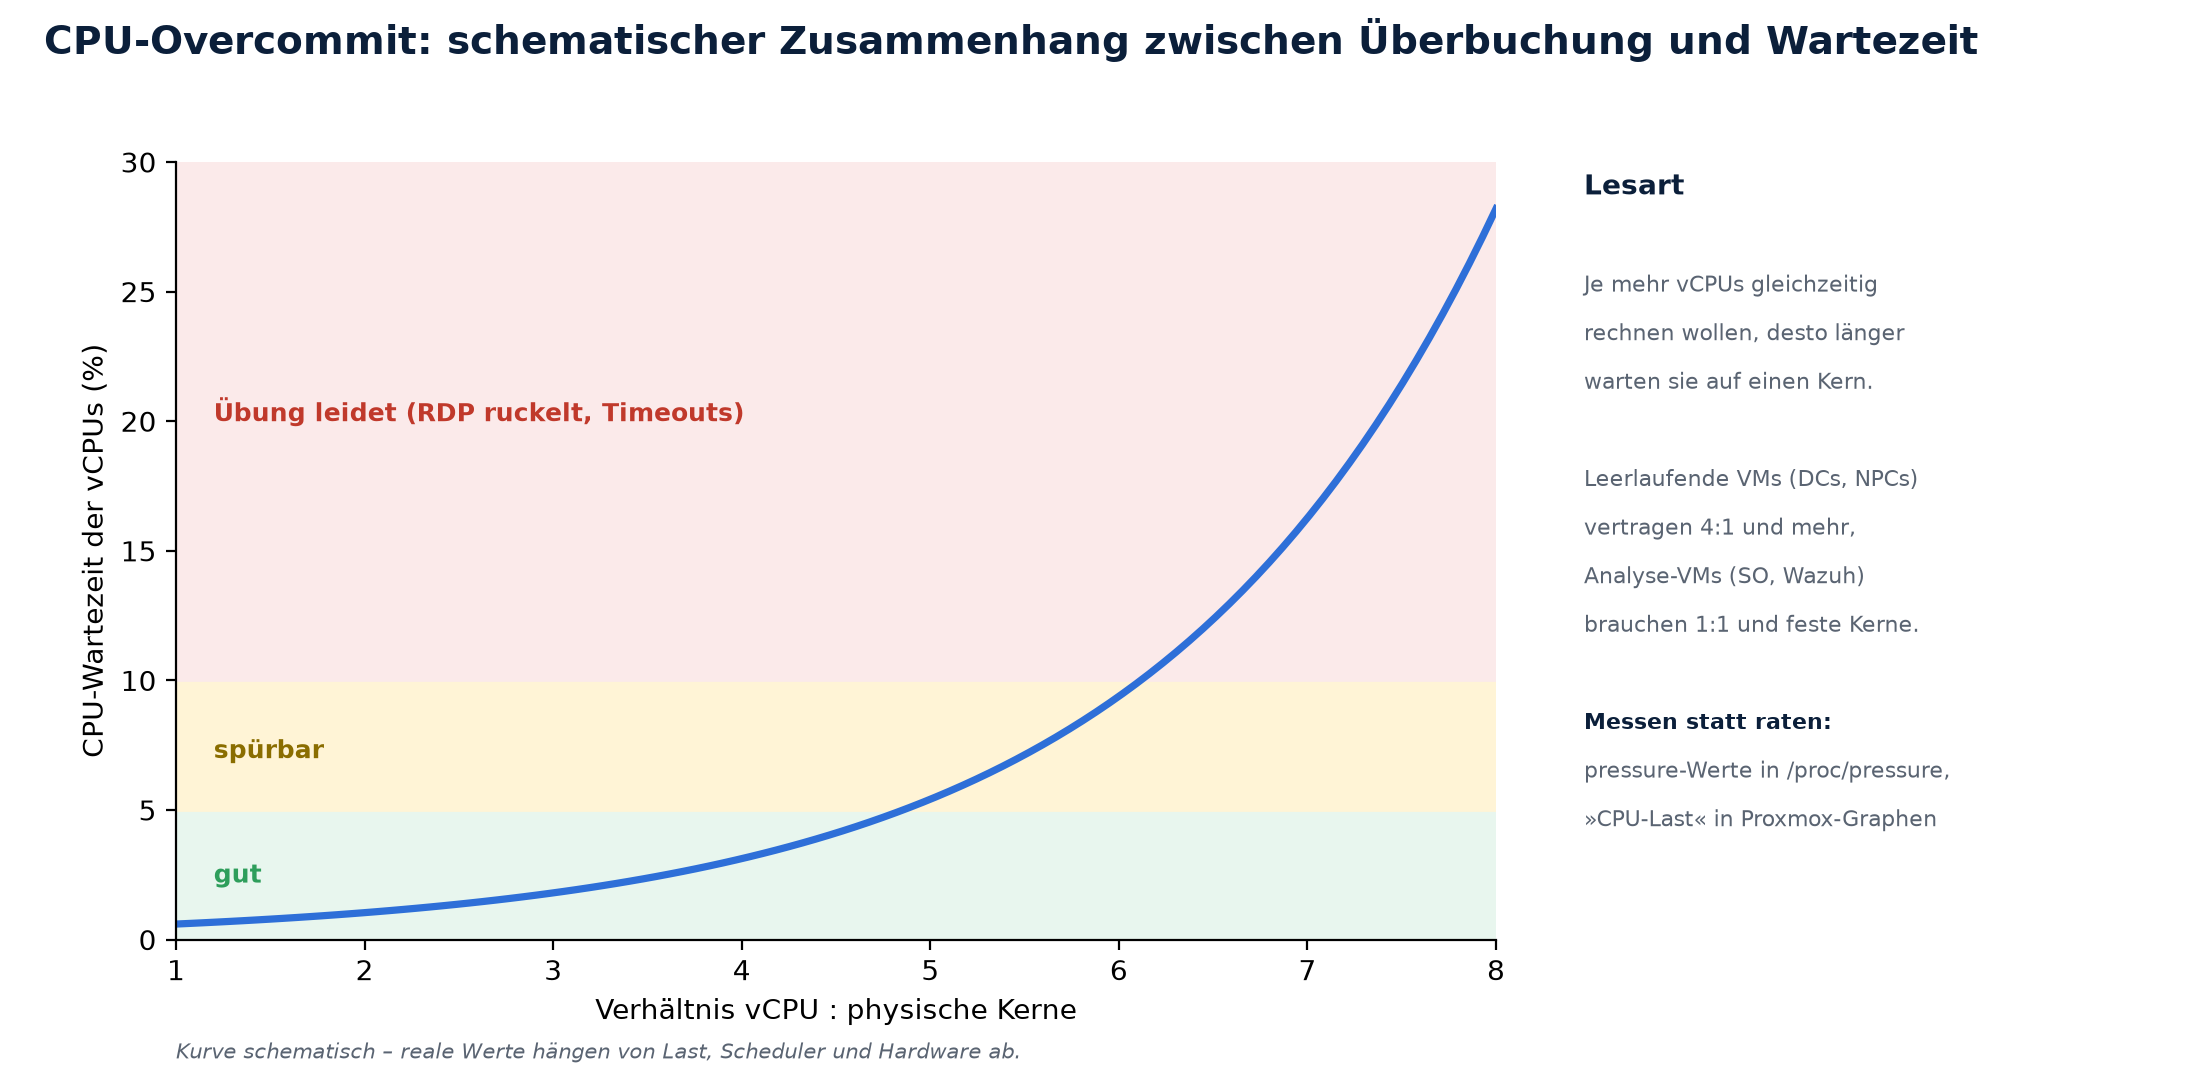 CPU-Overcommit: schematischer Zusammenhang zwischen Überbuchung und Wartezeit
CPU-Wartezeit der vCPUs (%)
30
25
20
15
10
5
0
Übung leidet (RDP ruckelt, Timeouts)
spürbar
gut
1 2 3 4 5 6 7 8
Verhältnis vCPU : physische Kerne
Kurve schematisch – reale Werte hängen von Last, Scheduler und Hardware ab.
Lesart
Je mehr vCPUs gleichzeitig
rechnen wollen, desto länger
warten sie auf einen Kern.
Leerlaufende VMs (DCs, NPCs)
vertragen 4:1 und mehr,
Analyse-VMs (SO, Wazuh)
brauchen 1:1 und feste Kerne.
Messen statt raten:
pressure-Werte in /proc/pressure,
»CPU-Last« in Proxmox-Graphen